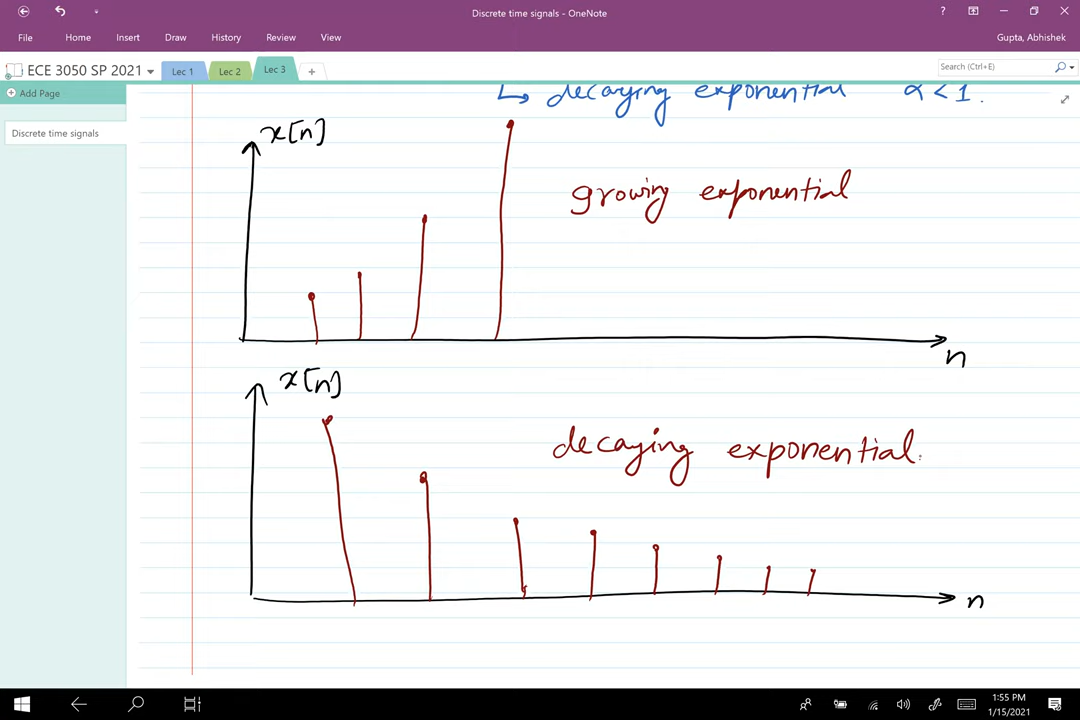 Discrete time signals - OneNote
?
File Home Insert Draw History Review View
Gupta, Abhishek
ECE 3050 SP 2021
Lec 1 Lec 2 Lec 3 +
Search (Ctrl+E)
Add Page
Discrete time signals
↳ decaying exponential α < 1.
x[n]
growing exponential
n
x[n]
decaying exponential.
n
1:55 PM
1/15/2021